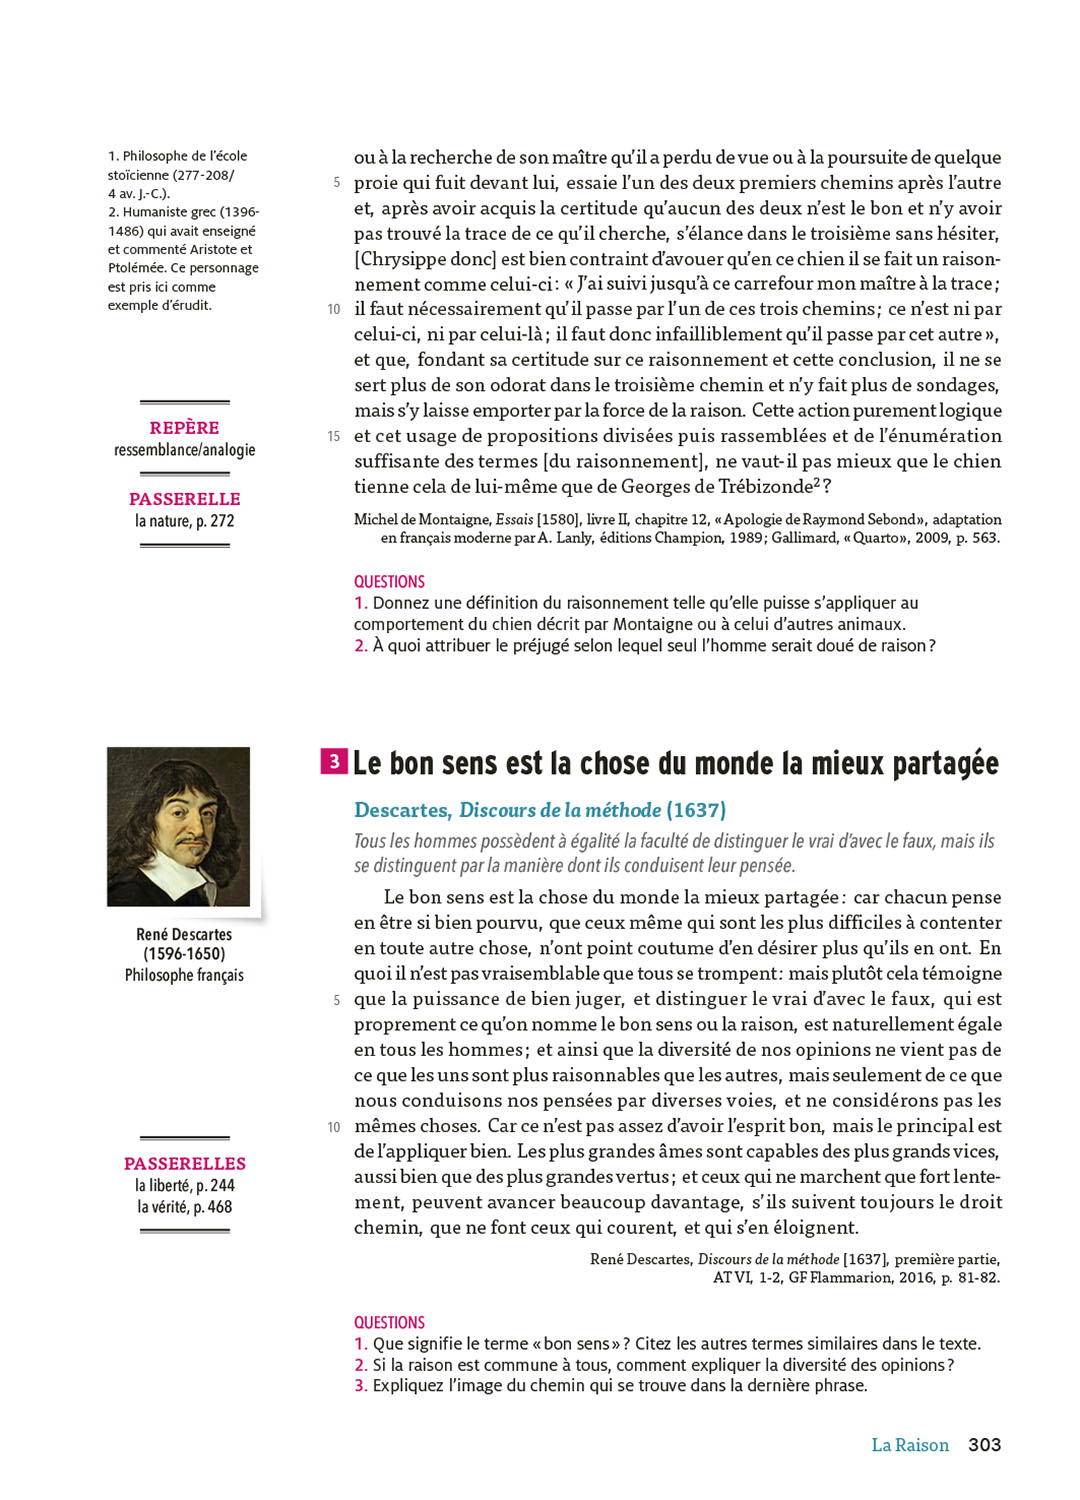 1. Philosophe de l’école
stoïcienne (277-208/
4 av. J.-C.).
2. Humaniste grec (1396-
1486) qui avait enseigné
et commenté Aristote et
Ptolémée. Ce personnage
est pris ici comme
exemple d’érudit.
REPÈRE
ressemblance/analogie
PASSERELLE
la nature, p. 272
ou à la recherche de son maître qu’il a perdu de vue ou à la poursuite de quelque
5 proie qui fuit devant lui, essaie l’un des deux premiers chemins après l’autre
et, après avoir acquis la certitude qu’aucun des deux n’est le bon et n’y avoir
pas trouvé la trace de ce qu’il cherche, s’élance dans le troisième sans hésiter,
[Chrysippe donc] est bien contraint d’avouer qu’en ce chien il se fait un raison-
nement comme celui-ci : « J’ai suivi jusqu’à ce carrefour mon maître à la trace ;
10 il faut nécessairement qu’il passe par l’un de ces trois chemins ; ce n’est ni par
celui-ci, ni par celui-là ; il faut donc infailliblement qu’il passe par cet autre »,
et que, fondant sa certitude sur ce raisonnement et cette conclusion, il ne se
sert plus de son odorat dans le troisième chemin et n’y fait plus de sondages,
mais s’y laisse emporter par la force de la raison. Cette action purement logique
15 et cet usage de propositions divisées puis rassemblées et de l’énumération
suffisante des termes [du raisonnement], ne vaut-il pas mieux que le chien
tienne cela de lui-même que de Georges de Trébizonde² ?
Michel de Montaigne, Essais [1580], livre II, chapitre 12, « Apologie de Raymond Sebond », adaptation
en français moderne par A. Lanly, éditions Champion, 1989 ; Gallimard, « Quarto », 2009, p. 563.
QUESTIONS
1. Donnez une définition du raisonnement telle qu’elle puisse s’appliquer au
comportement du chien décrit par Montaigne ou à celui d’autres animaux.
2. À quoi attribuer le préjugé selon lequel seul l’homme serait doué de raison ?
3 Le bon sens est la chose du monde la mieux partagée
Descartes, Discours de la méthode (1637)
Tous les hommes possèdent à égalité la faculté de distinguer le vrai d’avec le faux, mais ils
se distinguent par la manière dont ils conduisent leur pensée.
René Descartes
(1596-1650)
Philosophe français
PASSERELLES
la liberté, p. 244
la vérité, p. 468
Le bon sens est la chose du monde la mieux partagée : car chacun pense
en être si bien pourvu, que ceux même qui sont les plus difficiles à contenter
en toute autre chose, n’ont point coutume d’en désirer plus qu’ils en ont. En
quoi il n’est pas vraisemblable que tous se trompent : mais plutôt cela témoigne
5 que la puissance de bien juger, et distinguer le vrai d’avec le faux, qui est
proprement ce qu’on nomme le bon sens ou la raison, est naturellement égale
en tous les hommes ; et ainsi que la diversité de nos opinions ne vient pas de
ce que les uns sont plus raisonnables que les autres, mais seulement de ce que
nous conduisons nos pensées par diverses voies, et ne considérons pas les
10 mêmes choses. Car ce n’est pas assez d’avoir l’esprit bon, mais le principal est
de l’appliquer bien. Les plus grandes âmes sont capables des plus grands vices,
aussi bien que des plus grandes vertus ; et ceux qui ne marchent que fort lente-
ment, peuvent avancer beaucoup davantage, s’ils suivent toujours le droit
chemin, que ne font ceux qui courent, et qui s’en éloignent.
René Descartes, Discours de la méthode [1637], première partie,
AT VI, 1-2, GF Flammarion, 2016, p. 81-82.
QUESTIONS
1. Que signifie le terme « bon sens » ? Citez les autres termes similaires dans le texte.
2. Si la raison est commune à tous, comment expliquer la diversité des opinions ?
3. Expliquez l’image du chemin qui se trouve dans la dernière phrase.
La Raison 303